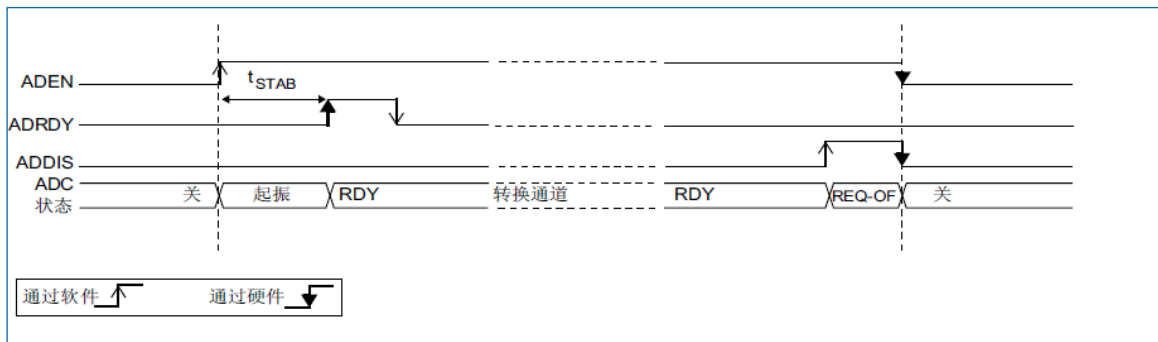 ADEN
tSTAB
ADRDY
ADDIS
ADC
状态
关 起振 RDY 转换通道 RDY REQ-OF 关
通过软件 通过硬件